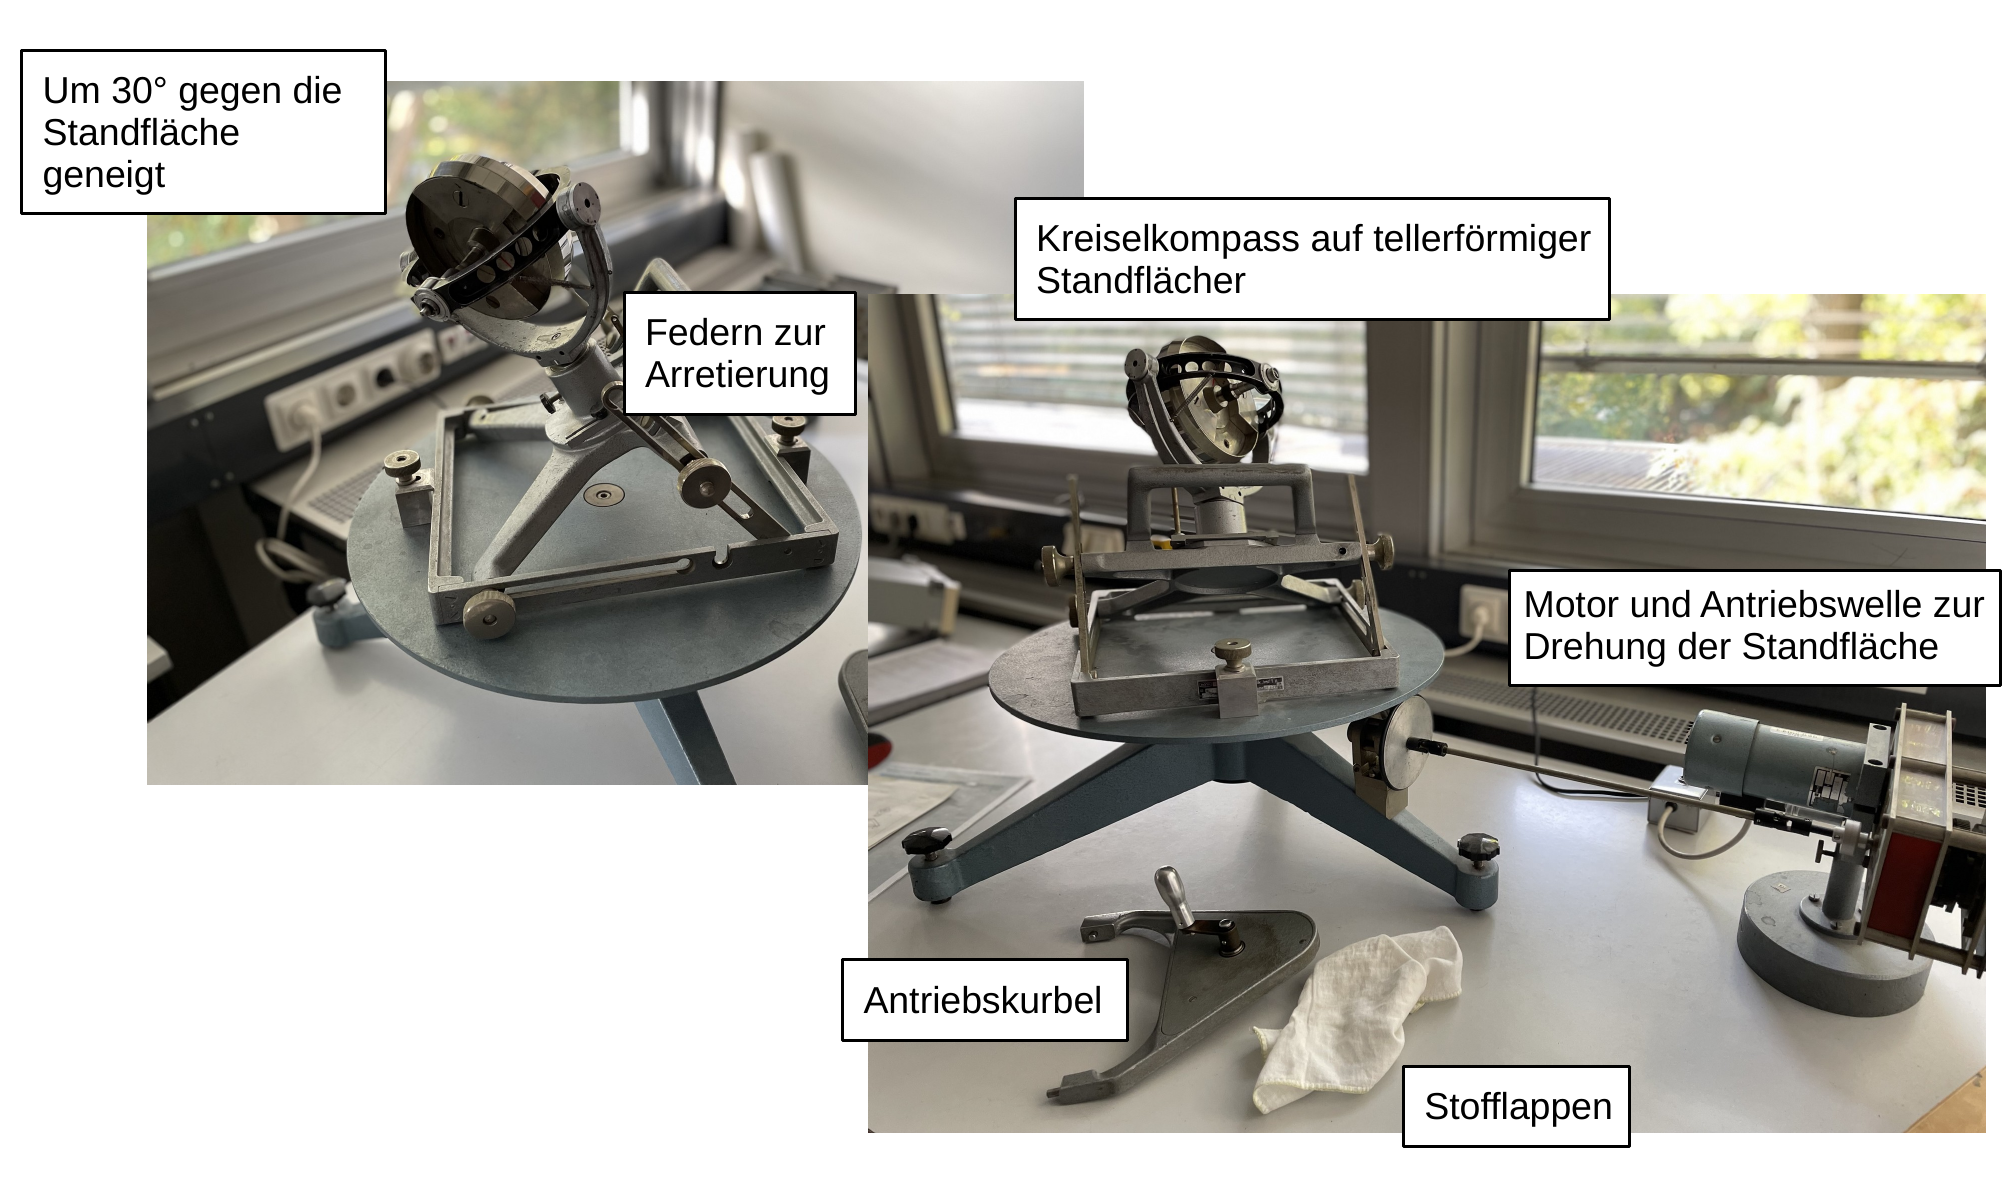 Um 30° gegen die
Standfläche
geneigt
Kreiselkompass auf tellerförmiger
Standflächer
Federn zur
Arretierung
Motor und Antriebswelle zur
Drehung der Standfläche
Antriebskurbel
Stofflappen